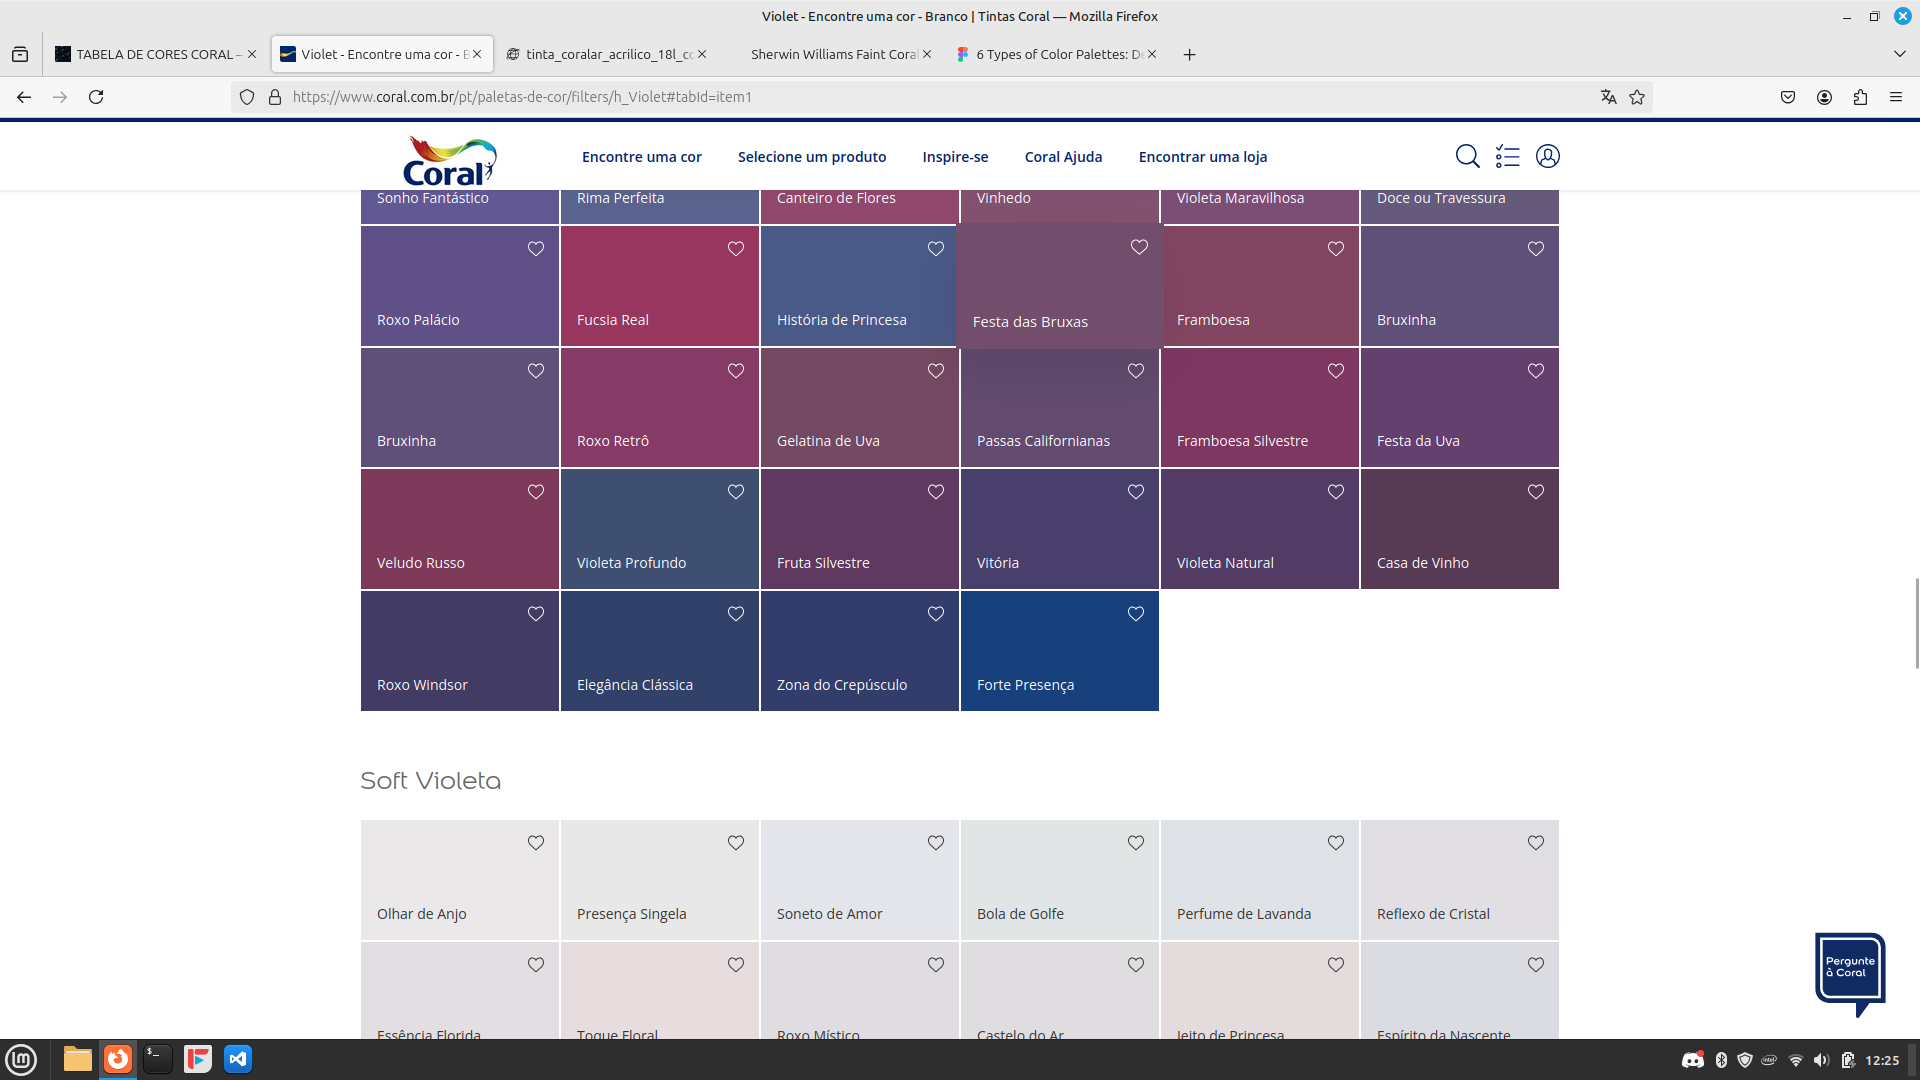 Violet - Encontre uma cor - Branco | Tintas Coral — Mozilla Firefox
TABELA DE CORES CORAL –
Violet - Encontre uma cor - B
tinta_coralar_acrilico_18l_co
Sherwin Williams Faint Coral
6 Types of Color Palettes: De
https://www.coral.com.br/pt/paletas-de-cor/filters/h_Violet#tabId=item1
Coral
Encontre uma cor
Selecione um produto
Inspire-se
Coral Ajuda
Encontrar uma loja
Sonho Fantástico
Rima Perfeita
Canteiro de Flores
Vinhedo
Violeta Maravilhosa
Doce ou Travessura
Roxo Palácio
Fucsia Real
História de Princesa
Festa das Bruxas
Framboesa
Bruxinha
Bruxinha
Roxo Retrô
Gelatina de Uva
Passas Californianas
Framboesa Silvestre
Festa da Uva
Veludo Russo
Violeta Profundo
Fruta Silvestre
Vitória
Violeta Natural
Casa de Vinho
Roxo Windsor
Elegância Clássica
Zona do Crepúsculo
Forte Presença
Soft Violeta
Olhar de Anjo
Presença Singela
Soneto de Amor
Bola de Golfe
Perfume de Lavanda
Reflexo de Cristal
Essência Florida
Toque Floral
Roxo Místico
Castelo do Ar
Jeito de Princesa
Espírito da Nascente
Pergunte
à Coral
12:25